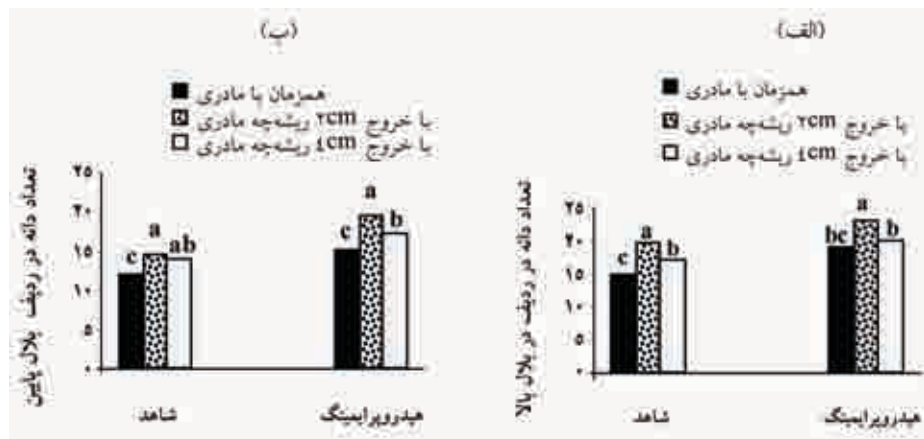 (الف)
همزمان با مادری
با خروج ۲cm ریشه‌چه مادری
با خروج ٤cm ریشه‌چه مادری
تعداد دانه در ردیف در بلال بالا
۲۵
۲۰
۱۵
۱۰
۵
۰
c a b
bc a b
شاهد
هیدروپرایمینگ
(ب)
همزمان با مادری
با خروج ۲cm ریشه‌چه مادری
با خروج ٤cm ریشه‌چه مادری
تعداد دانه در ردیف بلال پایین
۲۵
۲۰
۱۵
۱۰
۵
۰
c a ab
c a b
شاهد
هیدروپرایمینگ